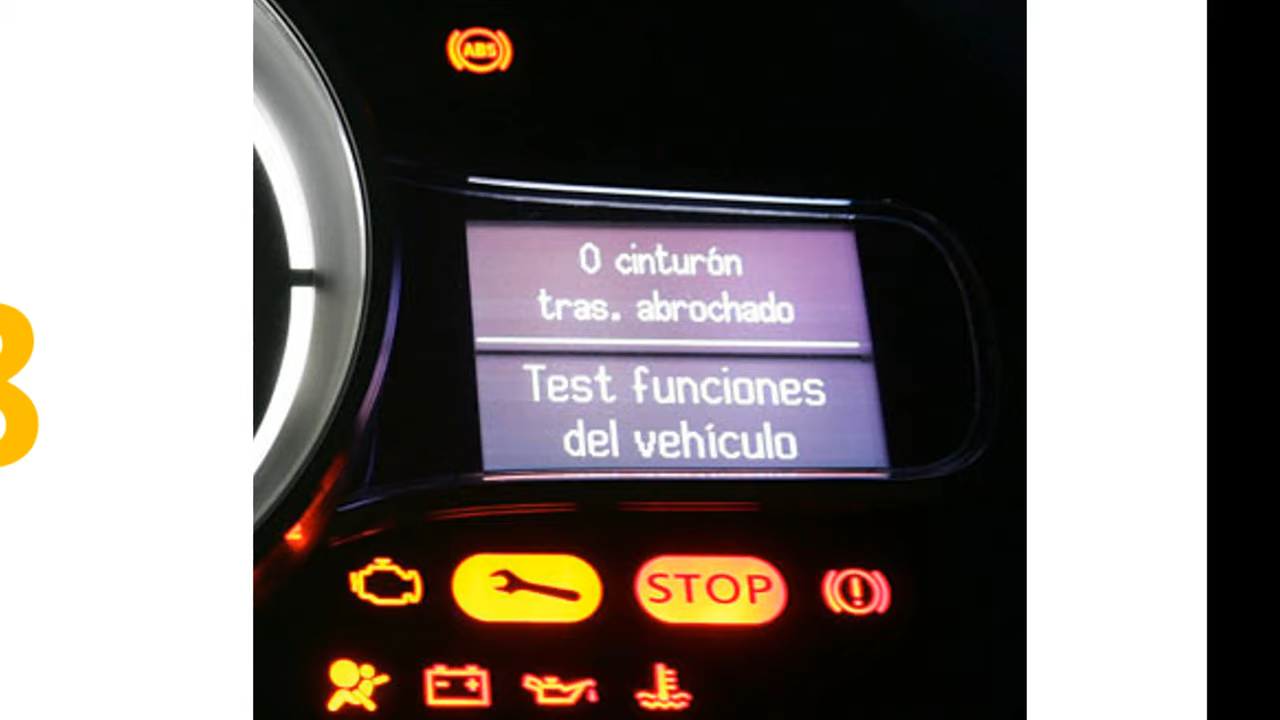 ABS
0 cinturón
tras. abrochado
Test funciones
del vehículo
STOP